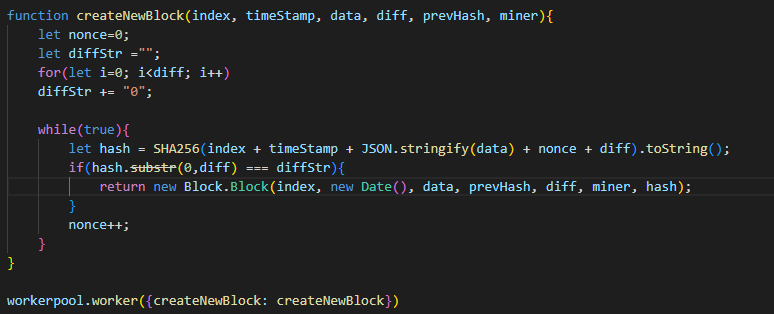 function createNewBlock(index, timeStamp, data, diff, prevHash, miner){
    let nonce=0;
    let diffStr ="";
    for(let i=0; i<diff; i++)
    diffStr += "0";

    while(true){
        let hash = SHA256(index + timeStamp + JSON.stringify(data) + nonce + diff).toString();
        if(hash.substr(0,diff) === diffStr){
            return new Block.Block(index, new Date(), data, prevHash, diff, miner, hash);
        }
        nonce++;
    }
}

workerpool.worker({createNewBlock: createNewBlock})